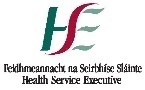 HSE
Feidhmeannacht na Seirbhíse Sláinte
Health Service Executive